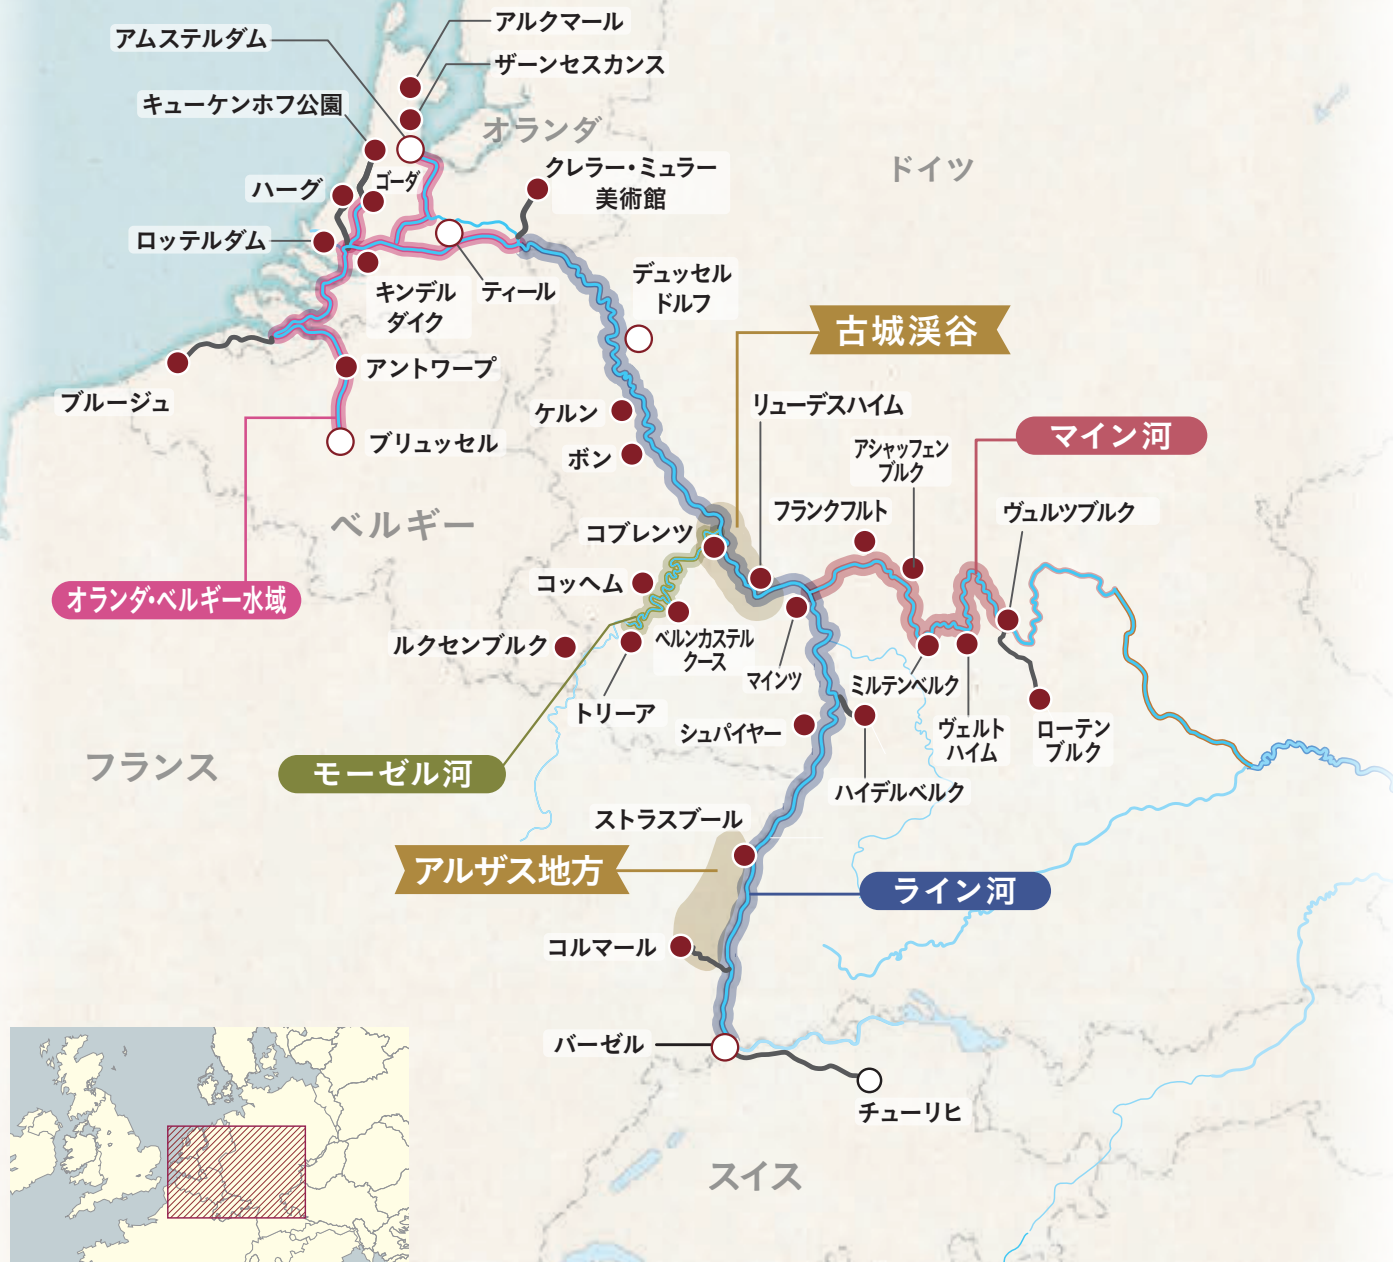 アルクマール
アムステルダム
ザーンセスカンス
キューケンホフ公園
オランダ
クレラー・ミュラー
美術館
ドイツ
ゴーダ
ハーグ
ロッテルダム
デュッセル
ドルフ
キンデル
ダイク
ティール
古城渓谷
アントワープ
ブルージュ
ケルン
リューデスハイム
マイン河
ブリュッセル
ボン
アシャッフェン
ブルク
フランクフルト
ヴュルツブルク
ベルギー
コブレンツ
コッヘム
オランダ・ベルギー水域
ルクセンブルク
ベルンカステル
クース
マインツ
ミルテンベルク
トリーア
シュパイヤー
ヴェルト
ハイム
ローテン
ブルク
フランス
モーゼル河
ハイデルベルク
ストラスブール
アルザス地方
ライン河
コルマール
バーゼル
チューリヒ
スイス